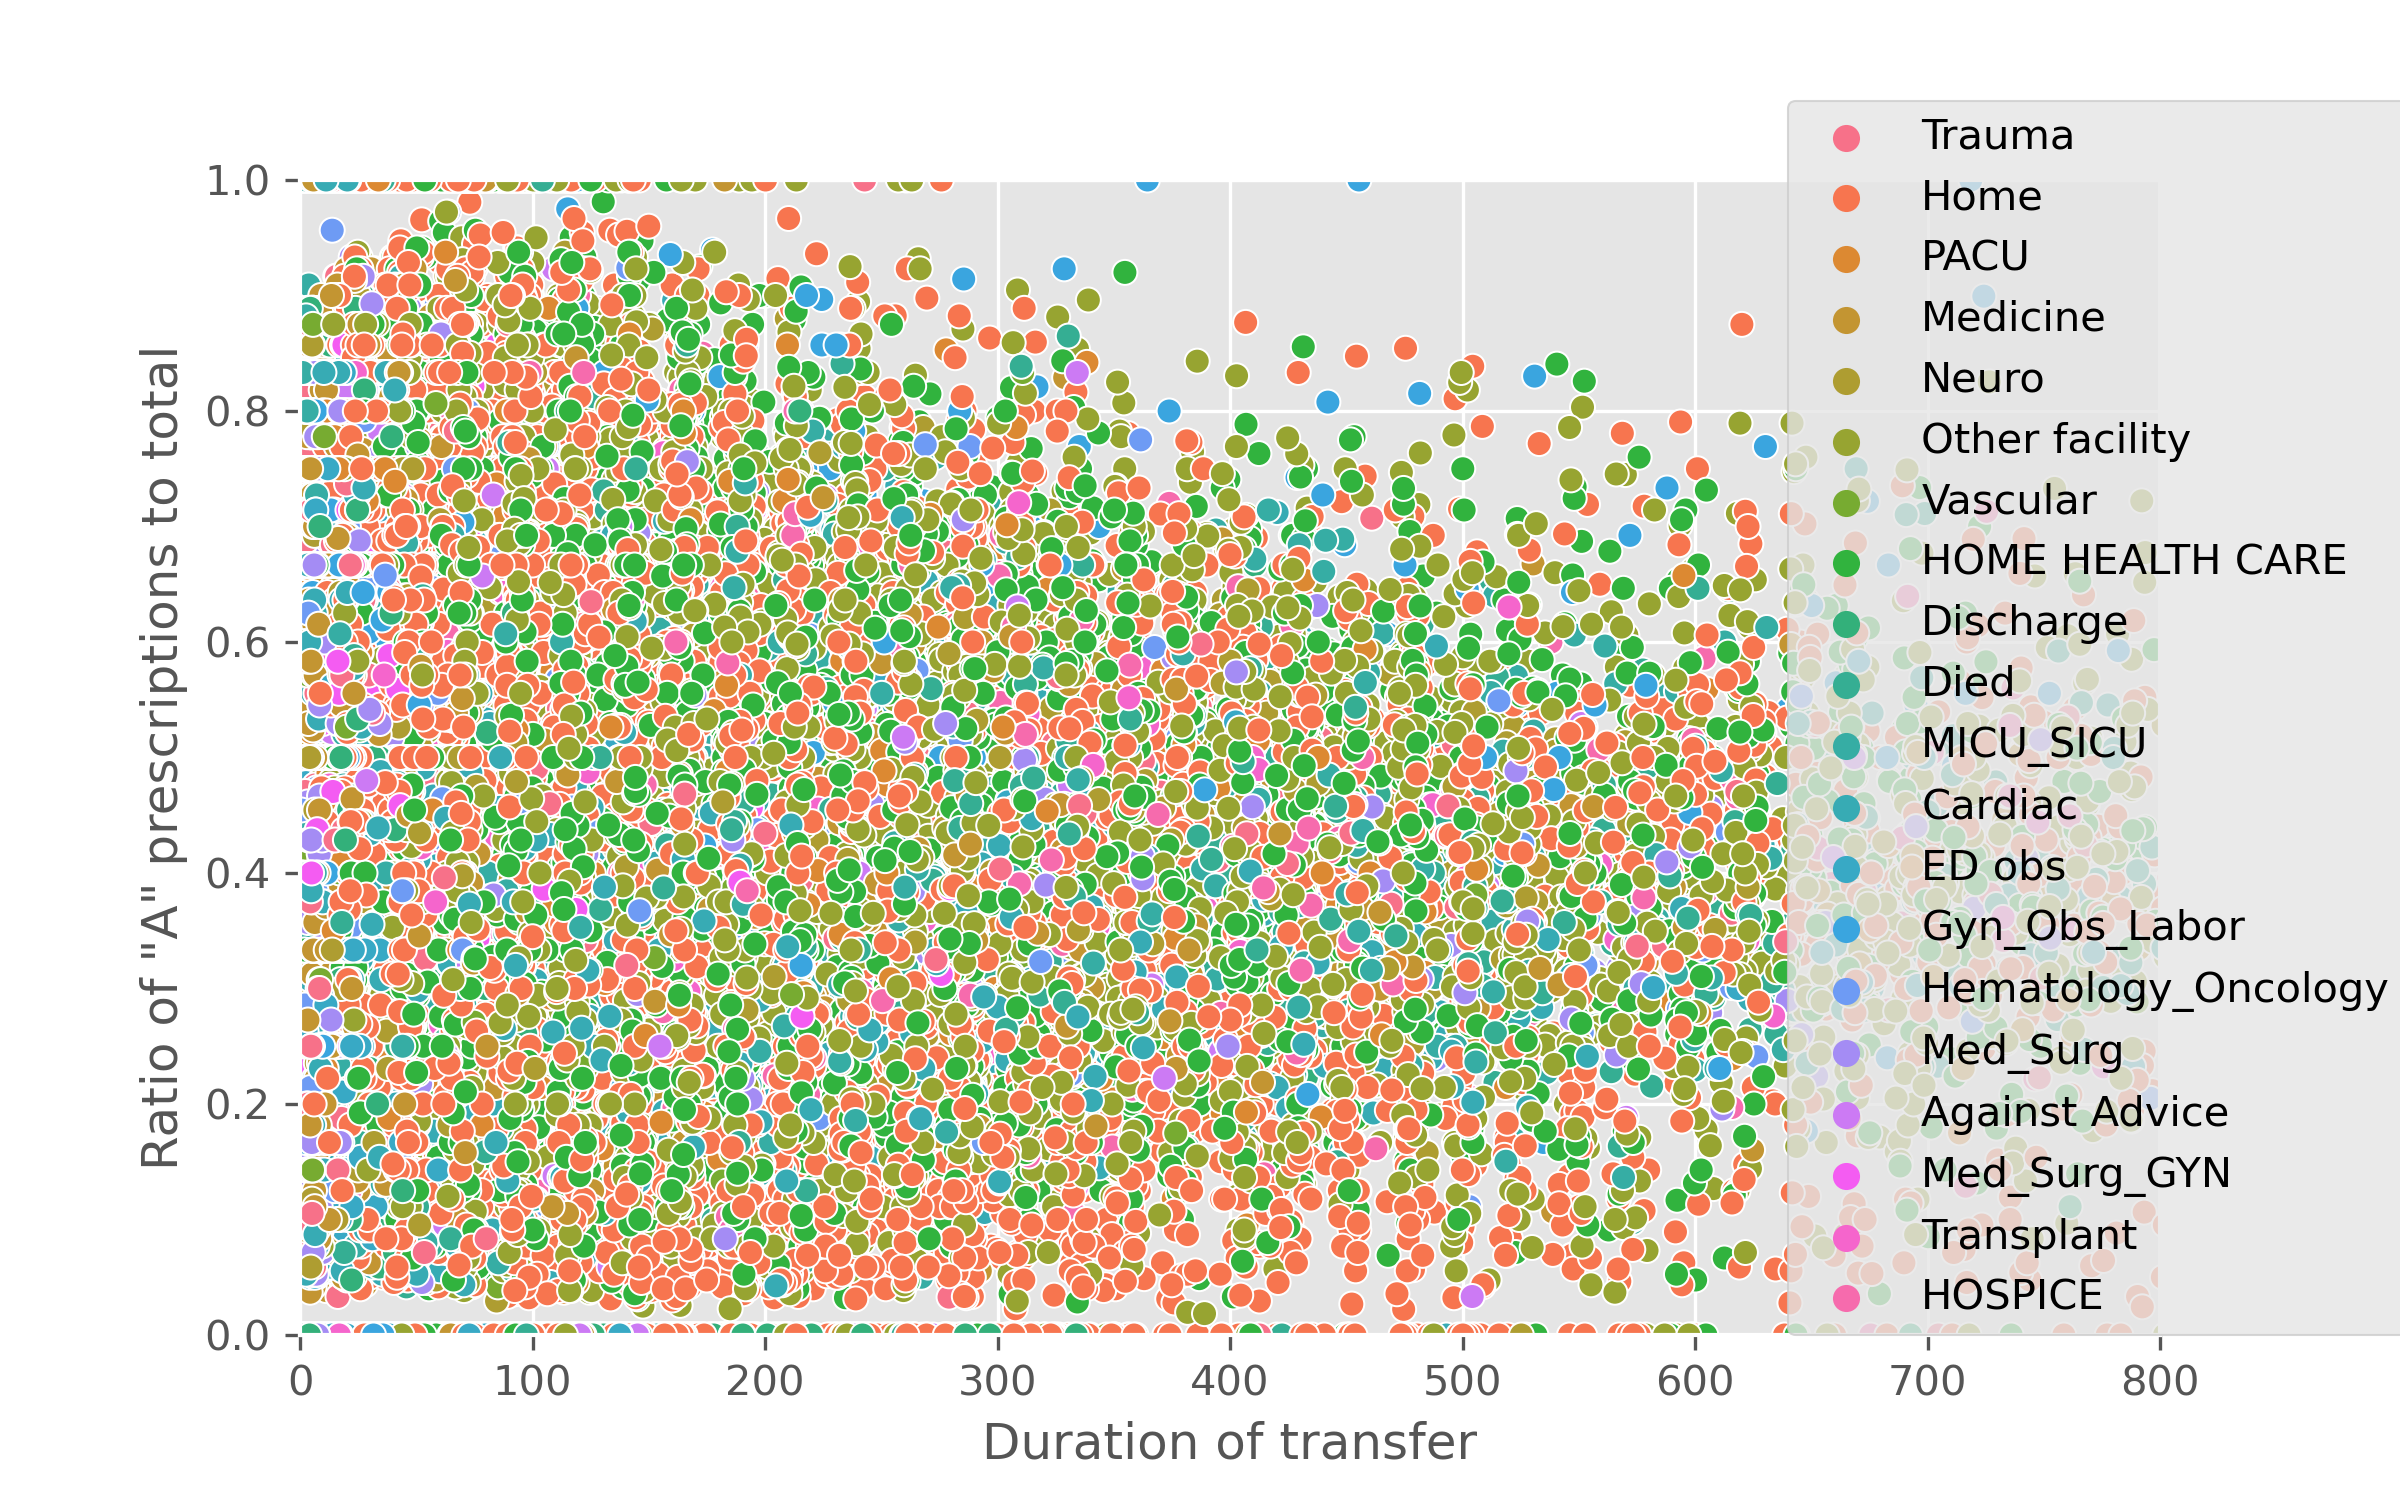 Trauma
Home
PACU
Medicine
Neuro
Other facility
Vascular
HOME HEALTH CARE
Discharge
Died
MICU_SICU
Cardiac
ED obs
Gyn_Obs_Labor
Hematology_Oncology
Med_Surg
Against Advice
Med_Surg_GYN
Transplant
HOSPICE
1.0
0.8
0.6
0.4
0.2
0.0
Ratio of "A" prescriptions to total
0 100 200 300 400 500 600 700 800
Duration of transfer